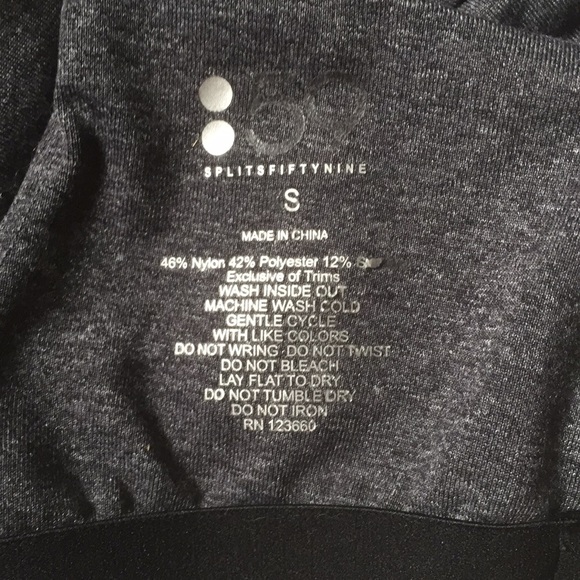 :59
SPLITSFIFTYNINE
S
MADE IN CHINA
46% Nylon 42% Polyester 12%
Exclusive of Trims
WASH INSIDE OUT
MACHINE WASH COLD
GENTLE CYCLE
WITH LIKE COLORS
DO NOT WRING DO NOT TWIST
DO NOT BLEACH
LAY FLAT TO DRY
DO NOT TUMBLE DRY
DO NOT IRON
RN 123660